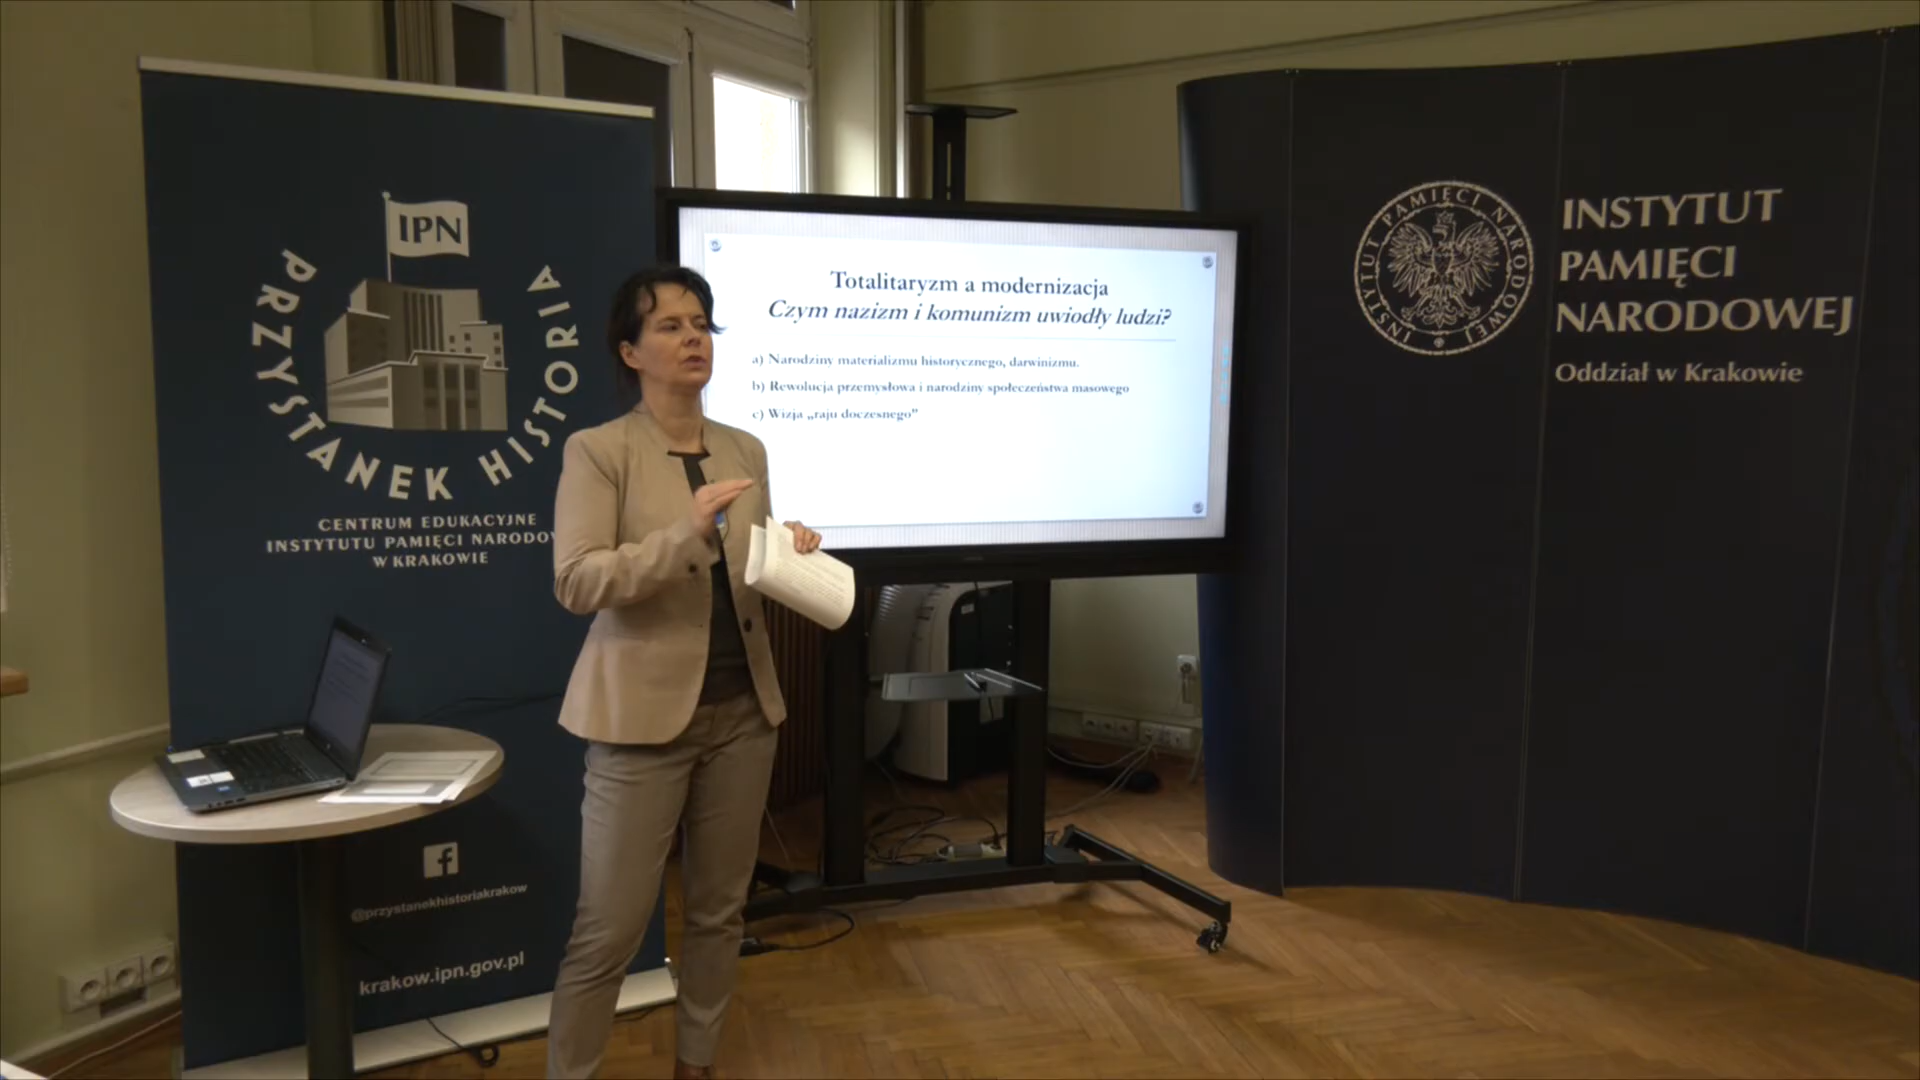 IPN
PRZYSTANEK HISTORIA
CENTRUM EDUKACYJNE
INSTYTUTU PAMIĘCI NARODO
W KRAKOWIE
@przystanekhistoriakrakow
krakow.ipn.gov.pl
Totalitaryzm a modernizacja
Czym nazizm i komunizm uwiodły ludzi?
a) Narodziny materializmu historycznego, darwinizmu.
b) Rewolucja przemysłowa i narodziny społeczeństwa masowego
c) Wizja „raju doczesnego”
INSTYTUT PAMIĘCI NARODOWEJ
INSTYTUT
PAMIĘCI
NARODOWEJ
Oddział w Krakowie